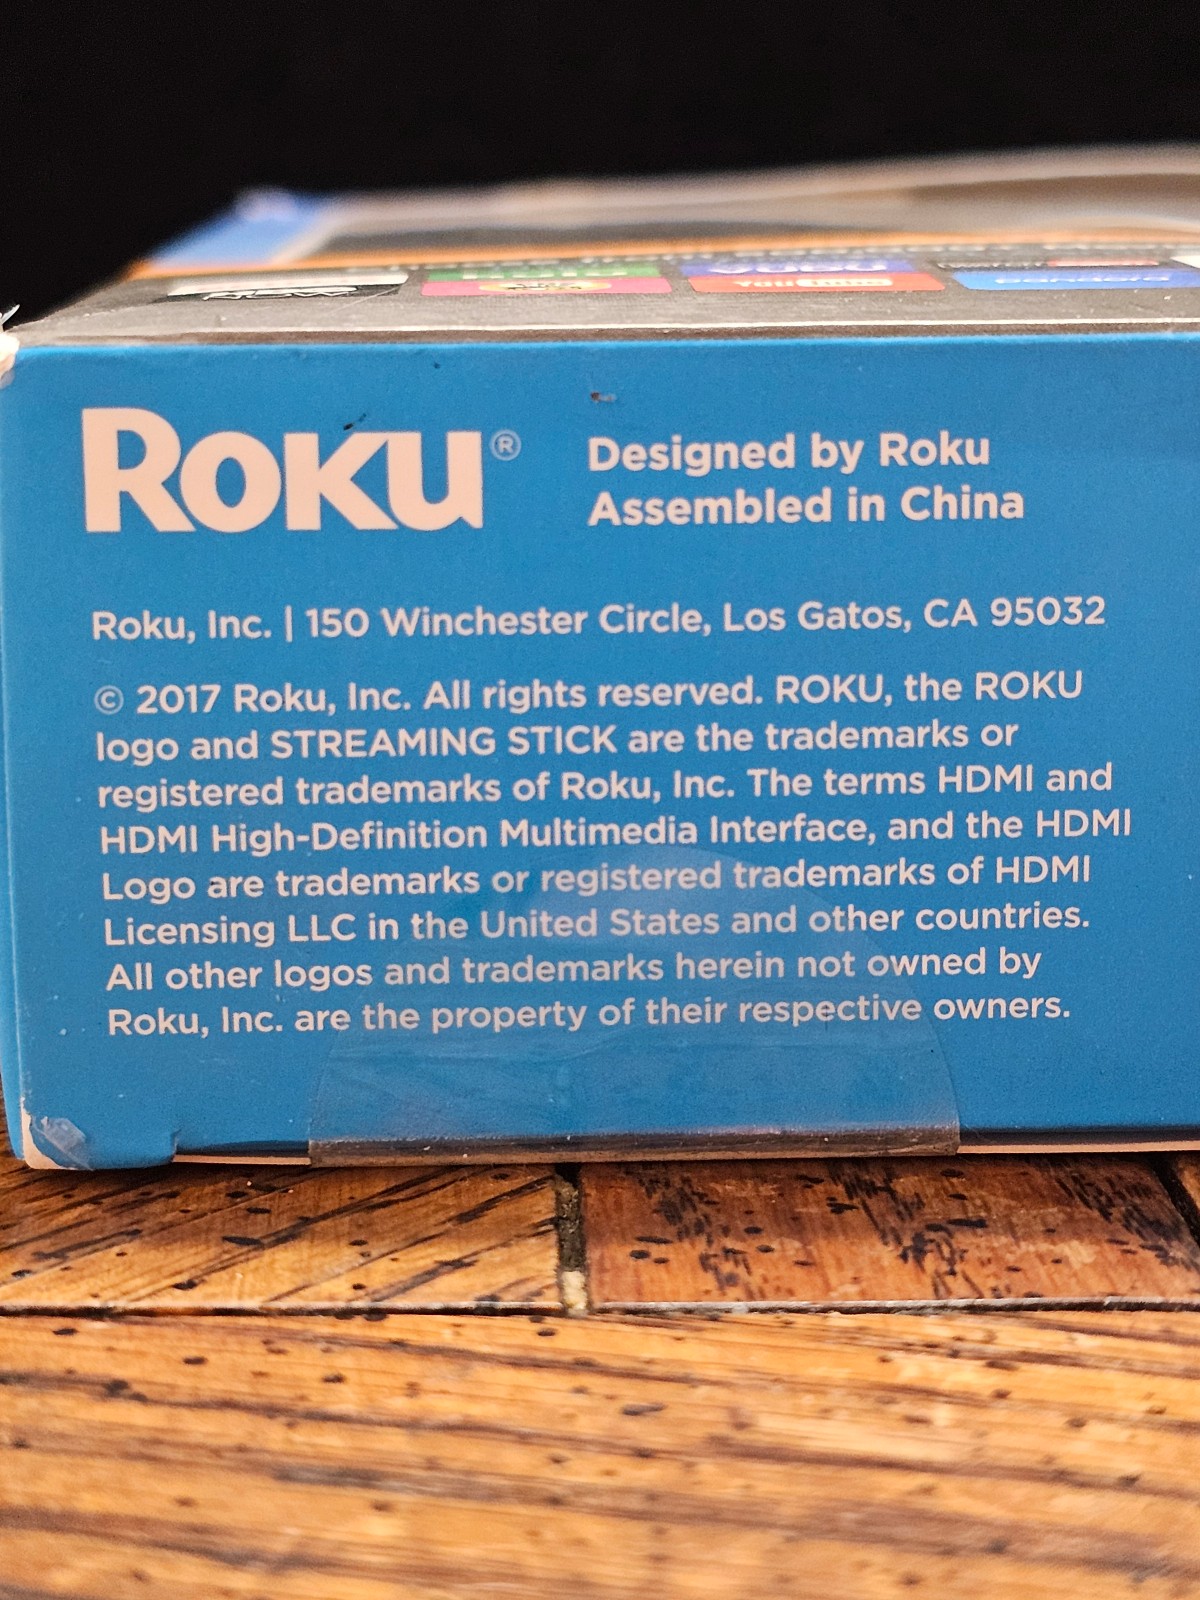 YouTube
pandora
ROKU®
Designed by Roku
Assembled in China
Roku, Inc. | 150 Winchester Circle, Los Gatos, CA 95032
© 2017 Roku, Inc. All rights reserved. ROKU, the ROKU
logo and STREAMING STICK are the trademarks or
registered trademarks of Roku, Inc. The terms HDMI and
HDMI High-Definition Multimedia Interface, and the HDMI
Logo are trademarks or registered trademarks of HDMI
Licensing LLC in the United States and other countries.
All other logos and trademarks herein not owned by
Roku, Inc. are the property of their respective owners.